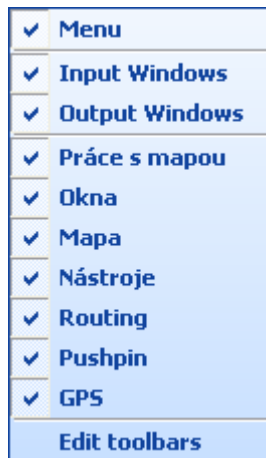 Menu
Input Windows
Output Windows
Práce s mapou
Okna
Mapa
Nástroje
Routing
Pushpin
GPS
Edit toolbars